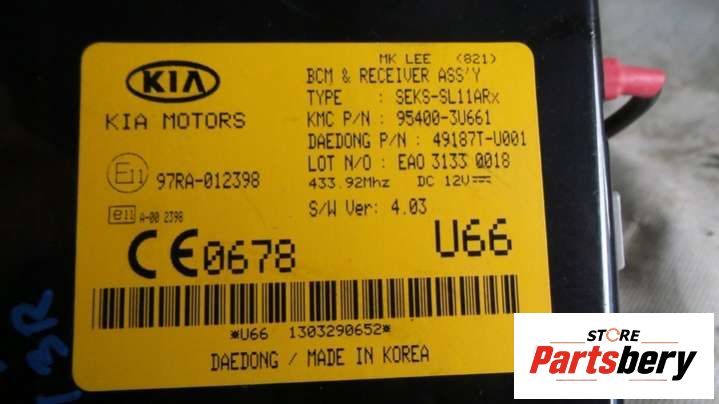 MK LEE (821)
KIA
KIA MOTORS
BCM & RECEIVER ASS'Y
TYPE : SEKS-SL11ARx
KMC P/N : 95400-3U661
DAEDONG P/N : 49187T-U001
LOT N/O : EAO 3133 0018
433.92Mhz DC 12V
S/W Ver: 4.03
E11 97RA-012398
e11 A-00 2398
CE0678
U66
*U66 1303290652*
DAEDONG / MADE IN KOREA
13R
STORE
Partsbery